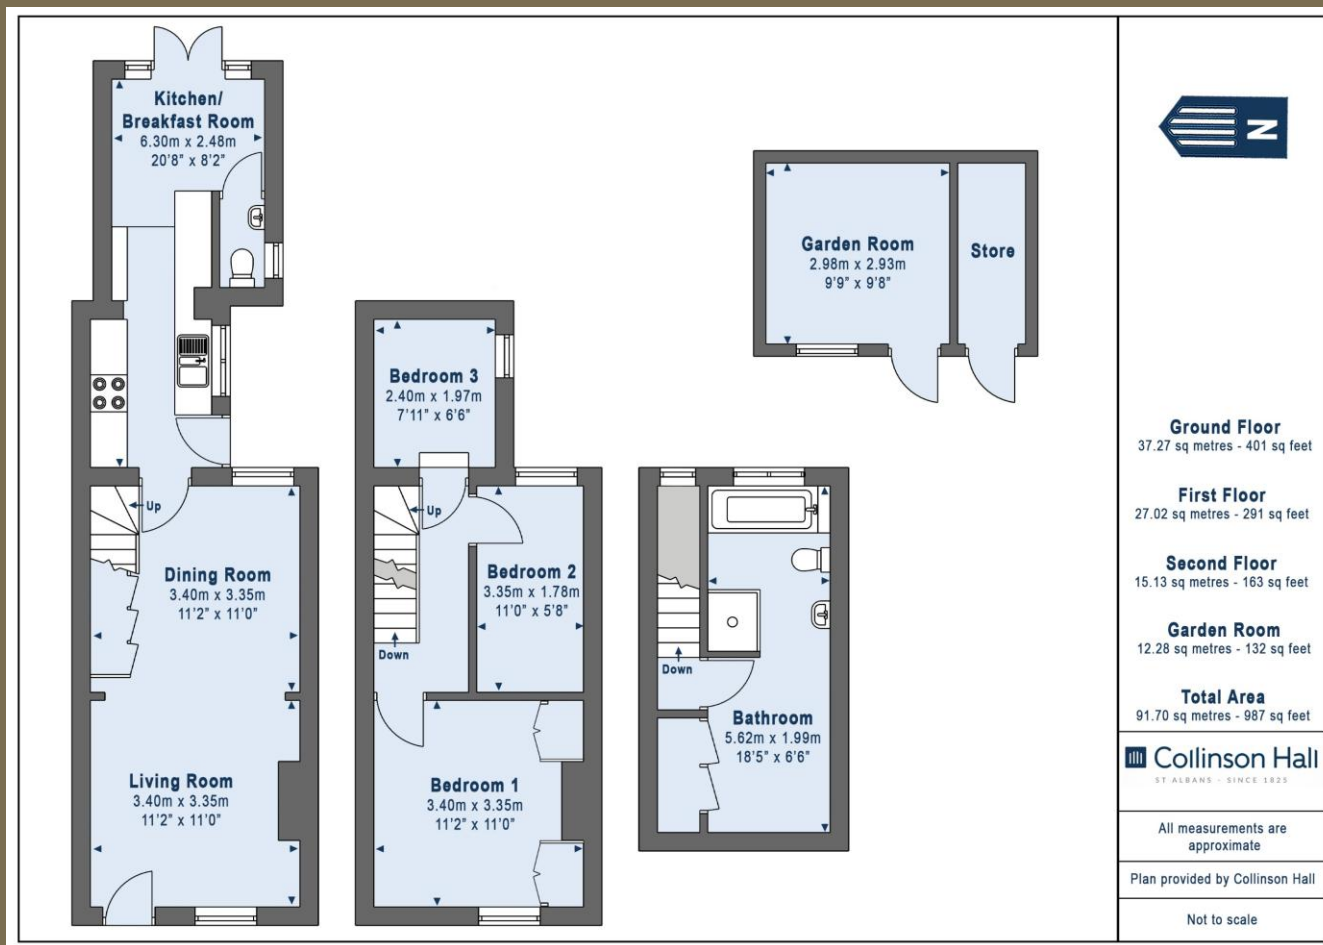 Kitchen/
Breakfast Room
6.30m x 2.48m
20'8" x 8'2"
Up
Dining Room
3.40m x 3.35m
11'2" x 11'0"
Living Room
3.40m x 3.35m
11'2" x 11'0"
Bedroom 3
2.40m x 1.97m
7'11" x 6'6"
Up
Bedroom 2
3.35m x 1.78m
11'0" x 5'8"
Down
Bedroom 1
3.40m x 3.35m
11'2" x 11'0"
Down
Bathroom
5.62m x 1.99m
18'5" x 6'6"
Garden Room
2.98m x 2.93m
9'9" x 9'8"
Store
N
Ground Floor
37.27 sq metres - 401 sq feet
First Floor
27.02 sq metres - 291 sq feet
Second Floor
15.13 sq metres - 163 sq feet
Garden Room
12.28 sq metres - 132 sq feet
Total Area
91.70 sq metres - 987 sq feet
Collinson Hall
ST ALBANS - SINCE 1825
All measurements are
approximate
Plan provided by Collinson Hall
Not to scale